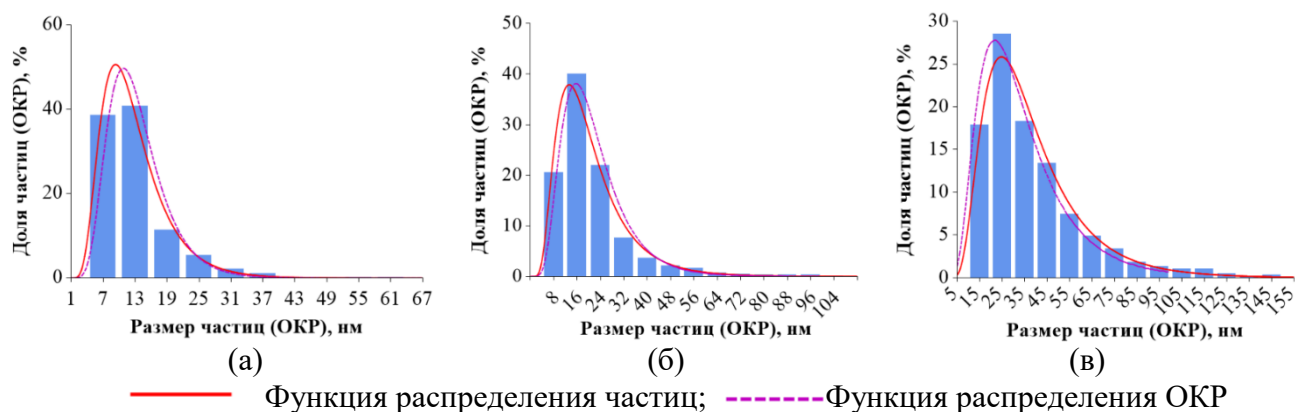 Доля частиц (ОКР), %
60
40
20
0
1 7 13 19 25 31 37 43 49 55 61 67
Размер частиц (ОКР), нм
(а)
Доля частиц (ОКР), %
50
40
30
20
10
0
8 16 24 32 40 48 56 64 72 80 88 96 104
Размер частиц (ОКР), нм
(б)
Доля частиц (ОКР), %
30
25
20
15
10
5
0
5 15 25 35 45 55 65 75 85 95 105 115 125 135 145 155
Размер частиц (ОКР), нм
(в)
Функция распределения частиц; Функция распределения ОКР